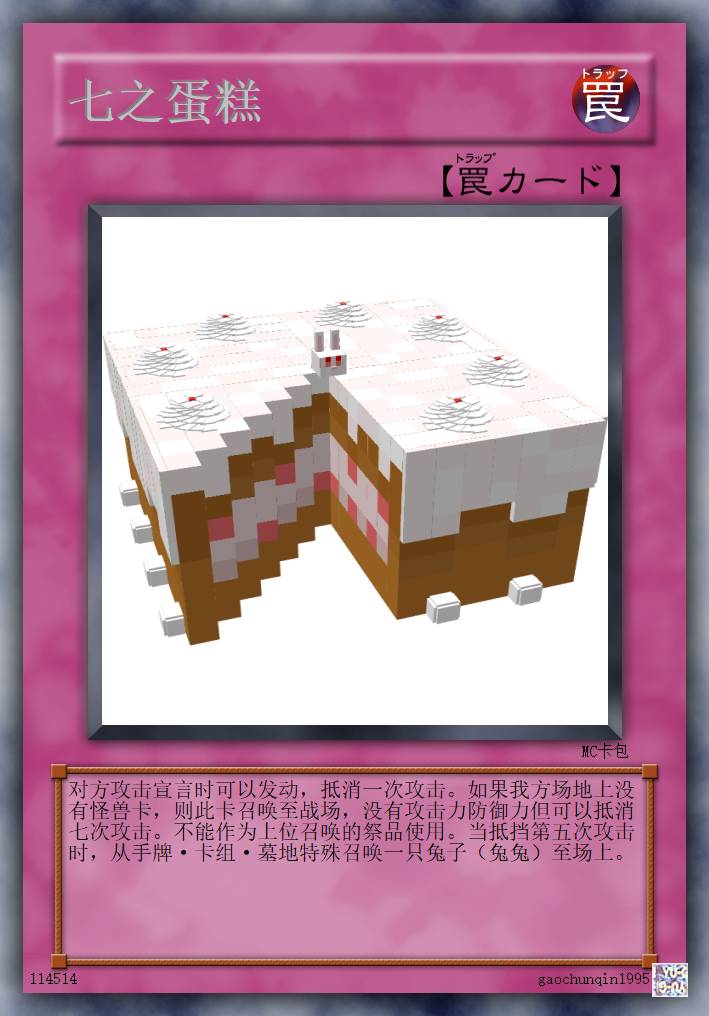 七之蛋糕
トラップ
罠
トラップ
【罠カード】
MC卡包
对方攻击宣言时可以发动，抵消一次攻击。如果我方场地上没
有怪兽卡，则此卡召唤至战场，没有攻击力防御力但可以抵消
七次攻击。不能作为上位召唤的祭品使用。当抵挡第五次攻击
时，从手牌·卡组·墓地特殊召唤一只兔子（兔兔）至场上。
114514
gaochunqin1995